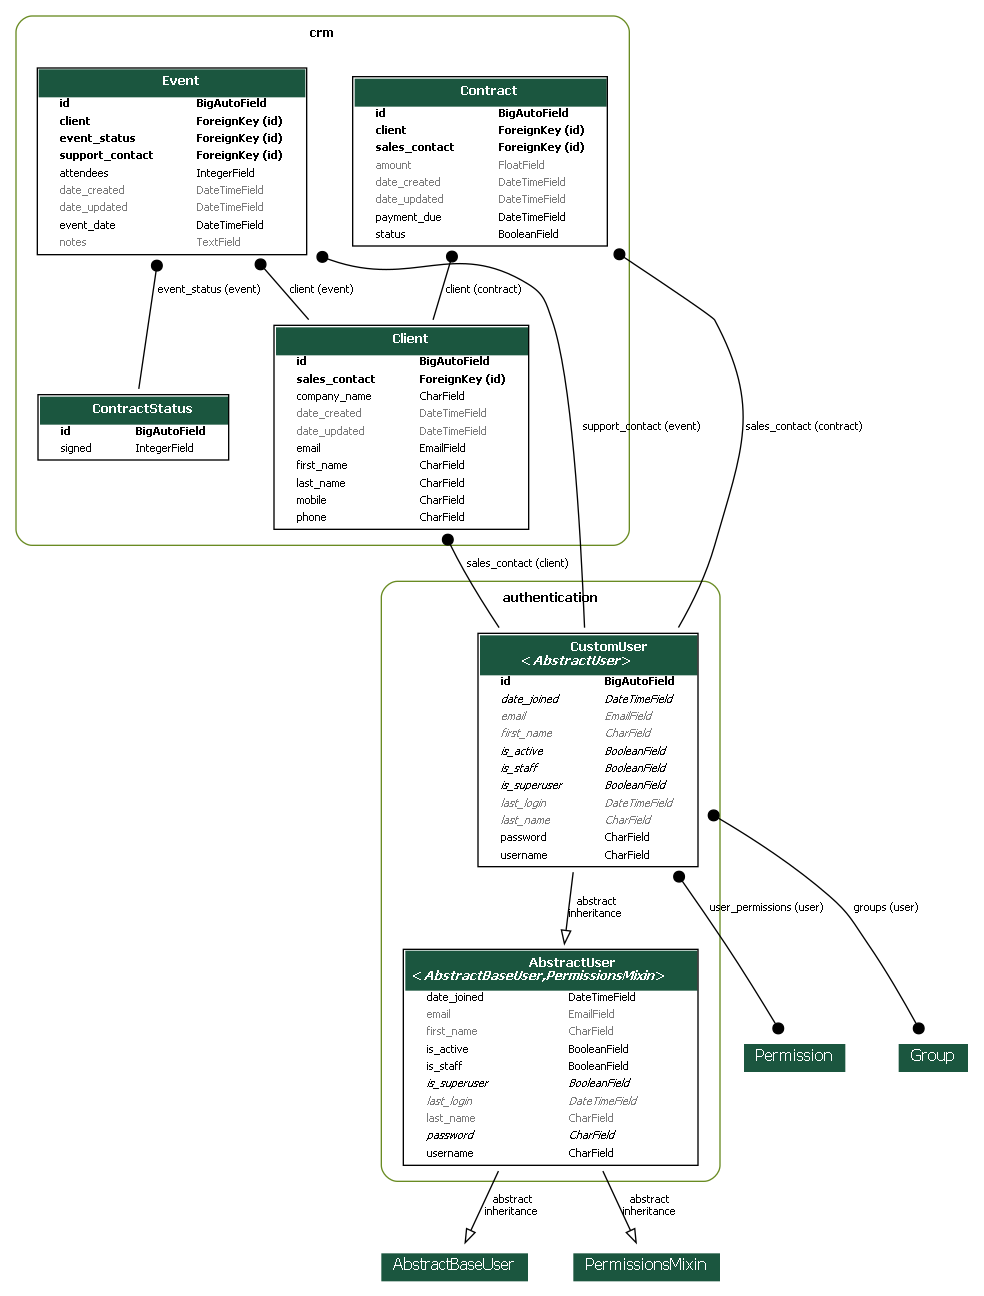 crm
Event
id BigAutoField
client ForeignKey (id)
event_status ForeignKey (id)
support_contact ForeignKey (id)
attendees IntegerField
date_created DateTimeField
date_updated DateTimeField
event_date DateTimeField
notes TextField
Contract
id BigAutoField
client ForeignKey (id)
sales_contact ForeignKey (id)
amount FloatField
date_created DateTimeField
date_updated DateTimeField
payment_due DateTimeField
status BooleanField
event_status (event)
client (event)
client (contract)
Client
id BigAutoField
sales_contact ForeignKey (id)
company_name CharField
date_created DateTimeField
date_updated DateTimeField
email EmailField
first_name CharField
last_name CharField
mobile CharField
phone CharField
ContractStatus
id BigAutoField
signed IntegerField
support_contact (event)
sales_contact (contract)
sales_contact (client)
authentication
CustomUser
<AbstractUser>
id BigAutoField
date_joined DateTimeField
email EmailField
first_name CharField
is_active BooleanField
is_staff BooleanField
is_superuser BooleanField
last_login DateTimeField
last_name CharField
password CharField
username CharField
abstract
inheritance
user_permissions (user)
groups (user)
AbstractUser
<AbstractBaseUser,PermissionsMixin>
date_joined DateTimeField
email EmailField
first_name CharField
is_active BooleanField
is_staff BooleanField
is_superuser BooleanField
last_login DateTimeField
last_name CharField
password CharField
username CharField
Permission
Group
abstract
inheritance
abstract
inheritance
AbstractBaseUser
PermissionsMixin